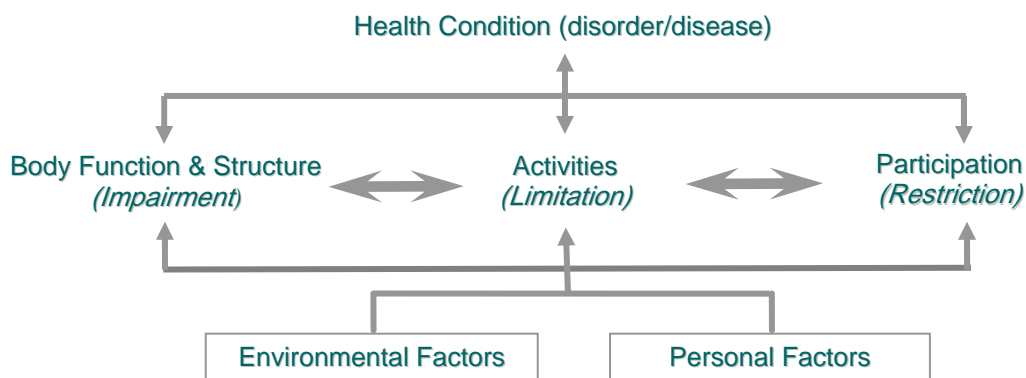 Health Condition (disorder/disease)
Body Function & Structure
(Impairment)
Activities
(Limitation)
Participation
(Restriction)
Environmental Factors
Personal Factors